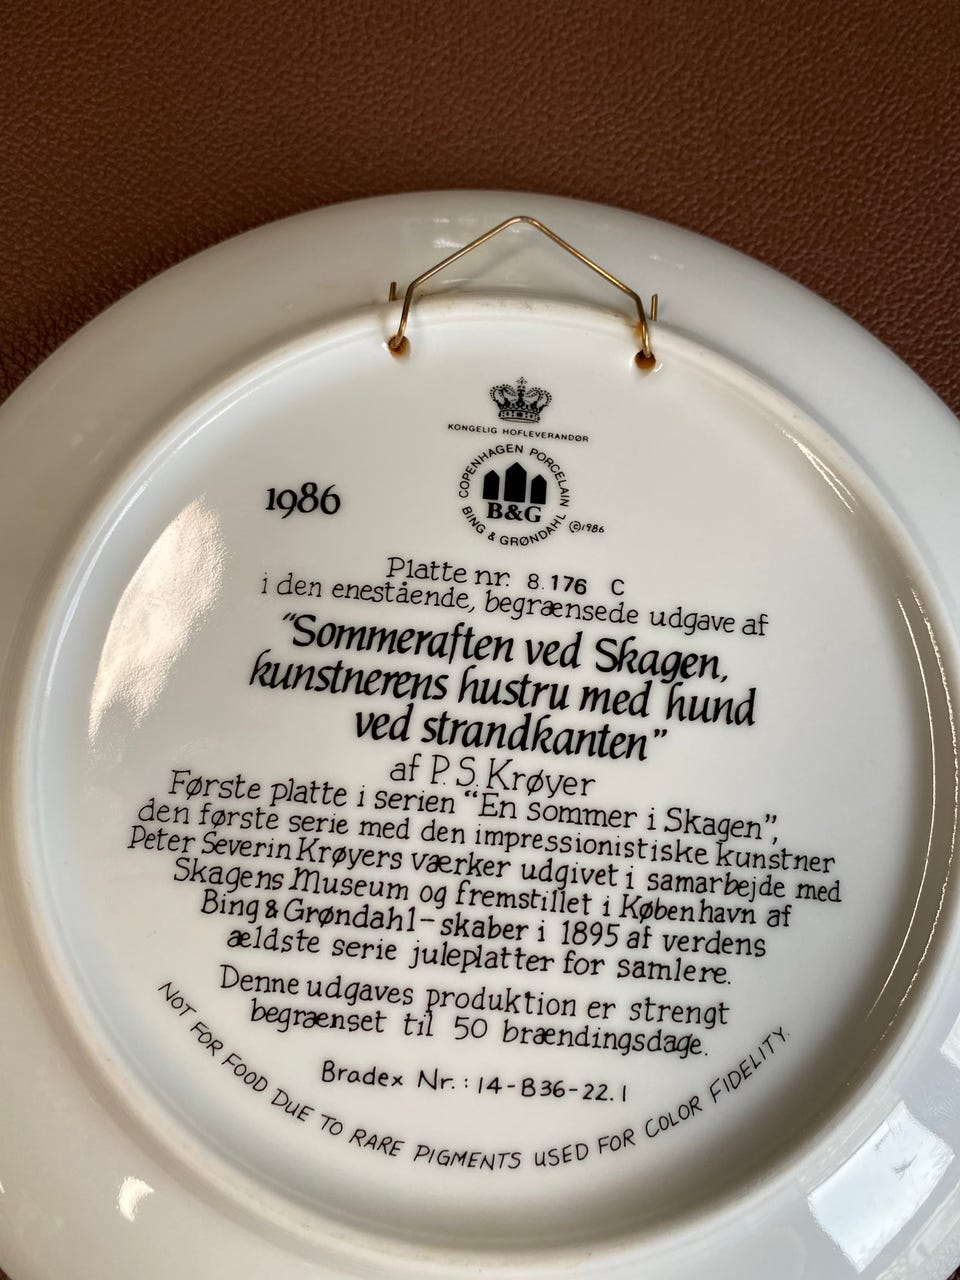 KONGELIG HOFLEVERANDØR
COPENHAGEN PORCELAIN
B&G
BING & GRØNDAHL
©1986
1986
Platte nr. 8.176 C
i den enestående, begrænsede udgave af
"Sommeraften ved Skagen,
kunstnerens hustru med hund
ved strandkanten"
af P. S. Krøyer
Første platte i serien "En sommer i Skagen",
den første serie med den impressionistiske kunstner
Peter Severin Krøyers værker udgivet i samarbejde med
Skagens Museum og fremstillet i København af
Bing & Grøndahl – skaber i 1895 af verdens
ældste serie juleplatter for samlere.
Denne udgaves produktion er strengt
begrænset til 50 brændingsdage.
Bradex Nr.: 14-B36-22.1
NOT FOR FOOD DUE TO RARE PIGMENTS USED FOR COLOR FIDELITY.